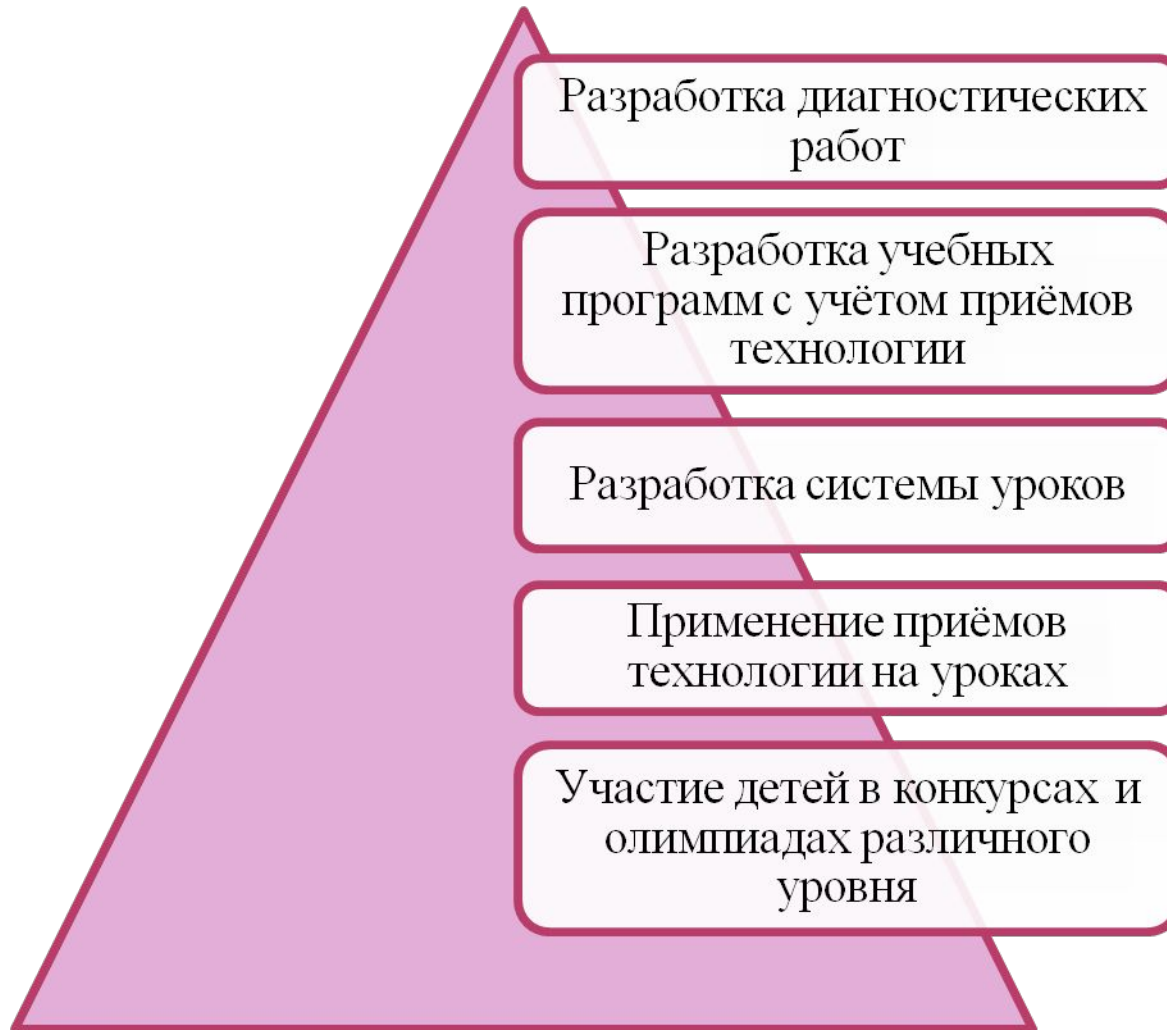 Разработка диагностических
работ
Разработка учебных
программ с учётом приёмов
технологии
Разработка системы уроков
Применение приёмов
технологии на уроках
Участие детей в конкурсах и
олимпиадах различного
уровня